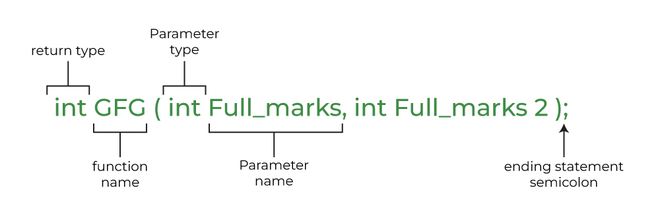 Parameter
type
return type
int GFG ( int Full_marks, int Full_marks 2 );
function
name
Parameter
name
ending statement
semicolon